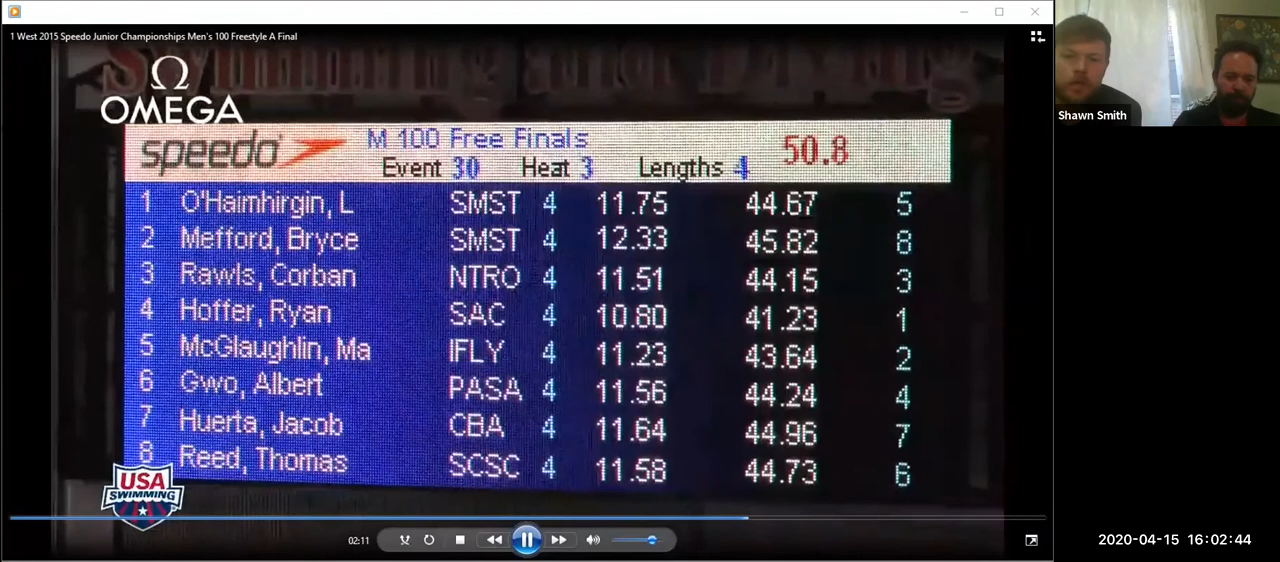 1 West 2015 Speedo Junior Championships Men's 100 Freestyle A Final
Swimming and Diving
Ω
OMEGA
speedo
M 100 Free Finals
50.8
Event 30 Heat 3 Lengths 4
1 O'Haimhirgin, L SMST 4 11.75 44.67 5
2 Mefford, Bryce SMST 4 12.33 45.82 8
3 Rawls, Corban NTRO 4 11.51 44.15 3
4 Hoffer, Ryan SAC 4 10.80 41.23 1
5 McGlaughlin, Ma IFLY 4 11.23 43.64 2
6 Gwo, Albert PASA 4 11.56 44.24 4
7 Huerta, Jacob CBA 4 11.64 44.96 7
8 Reed, Thomas SCSC 4 11.58 44.73 6
USA
SWIMMING
02:11
Shawn Smith
2020-04-15 16:02:44